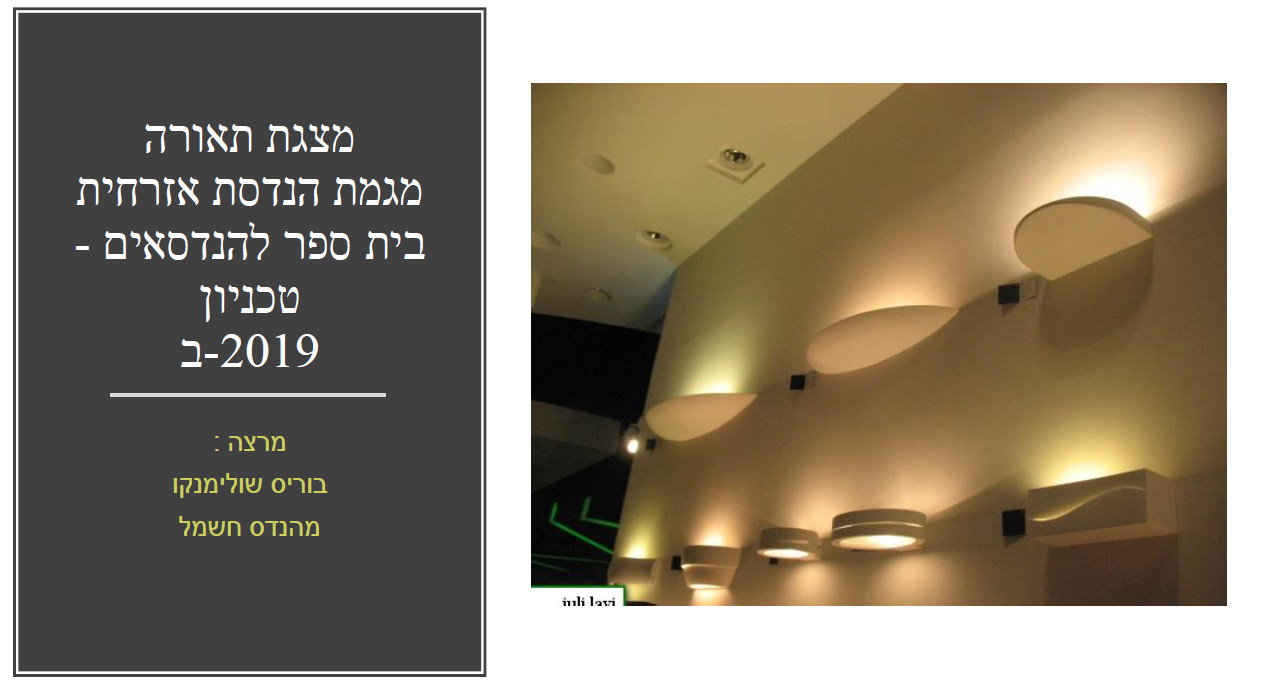 מצגת תאורה
מגמת הנדסת אזרחית
בית ספר להנדסאים -
טכניון
2019-ב
מרצה :
בוריס שולימנקו
מהנדס חשמל
juli lavi